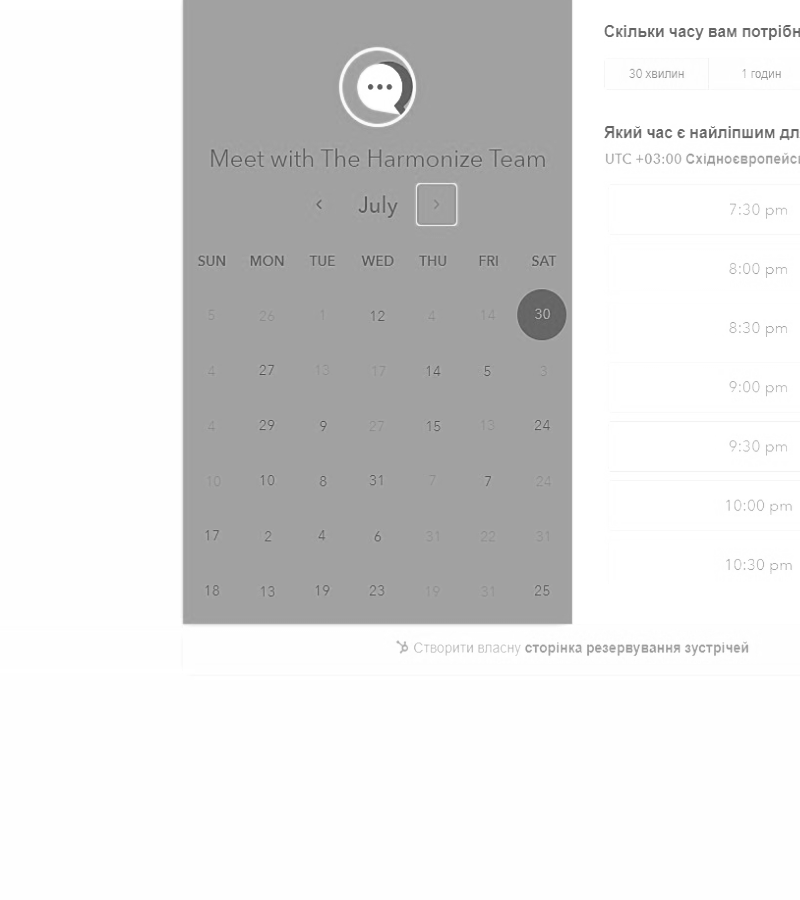 Meet with The Harmonize Team
July
SUN MON TUE WED THU FRI SAT
5 26 1 12 4 14 30
4 27 13 17 14 5 3
4 29 9 27 15 13 24
10 10 8 31 7 7 24
17 2 4 6 31 22 31
18 13 19 23 19 31 25
Скільки часу вам потрібн
30 хвилин 1 годин
Який час є найліпшим дл
UTC +03:00 Східноєвропейс
7:30 pm
8:00 pm
8:30 pm
9:00 pm
9:30 pm
10:00 pm
10:30 pm
Створити власну сторінка резервування зустрічей